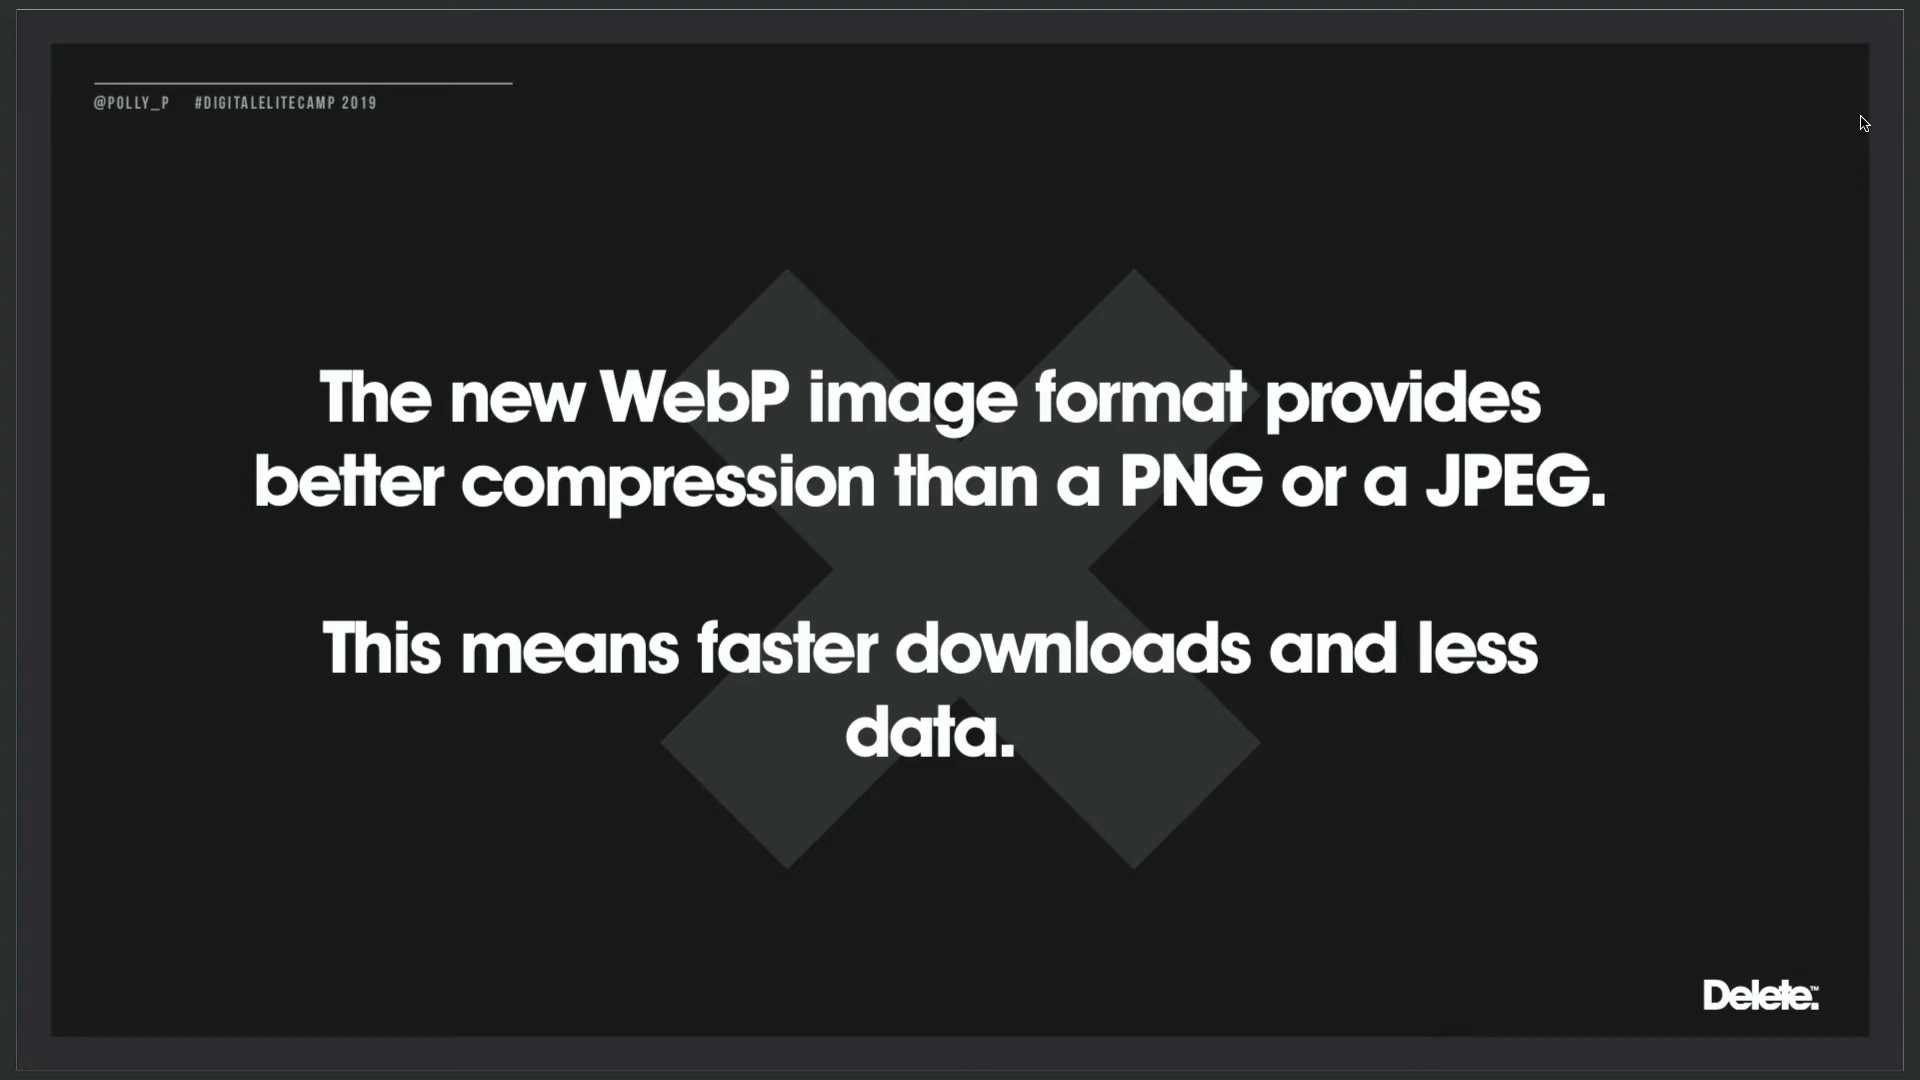 @POLLY_P #DIGITALELITECAMP 2019
The new WebP image format provides
better compression than a PNG or a JPEG.
This means faster downloads and less
data.
Delete.™